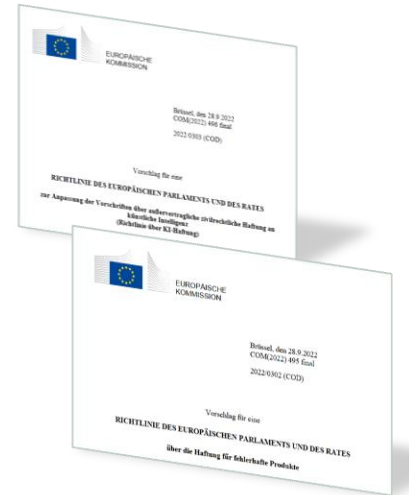 EUROPÄISCHE
KOMMISSION
Brüssel, den 28.9.2022
COM(2022) 496 final
2022/0303 (COD)
Vorschlag für eine
RICHTLINIE DES EUROPÄISCHEN PARLAMENTS UND DES RATES
zur Anpassung der Vorschriften über außervertragliche zivilrechtliche Haftung an
künstliche Intelligenz
(Richtlinie über KI-Haftung)
EUROPÄISCHE
KOMMISSION
Brüssel, den 28.9.2022
COM(2022) 495 final
2022/0302 (COD)
Vorschlag für eine
RICHTLINIE DES EUROPÄISCHEN PARLAMENTS UND DES RATES
über die Haftung für fehlerhafte Produkte